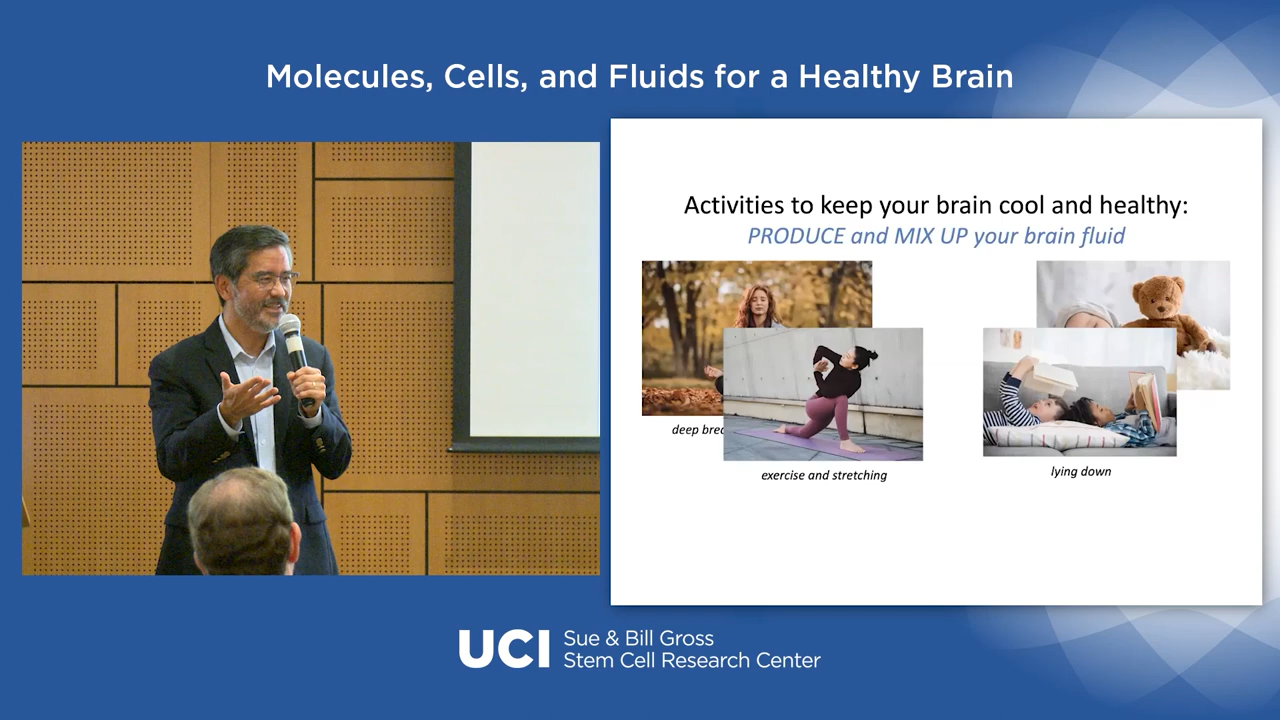 Molecules, Cells, and Fluids for a Healthy Brain
Activities to keep your brain cool and healthy:
PRODUCE and MIX UP your brain fluid
deep
exercise and stretching
lying down
UCI
Sue & Bill Gross
Stem Cell Research Center